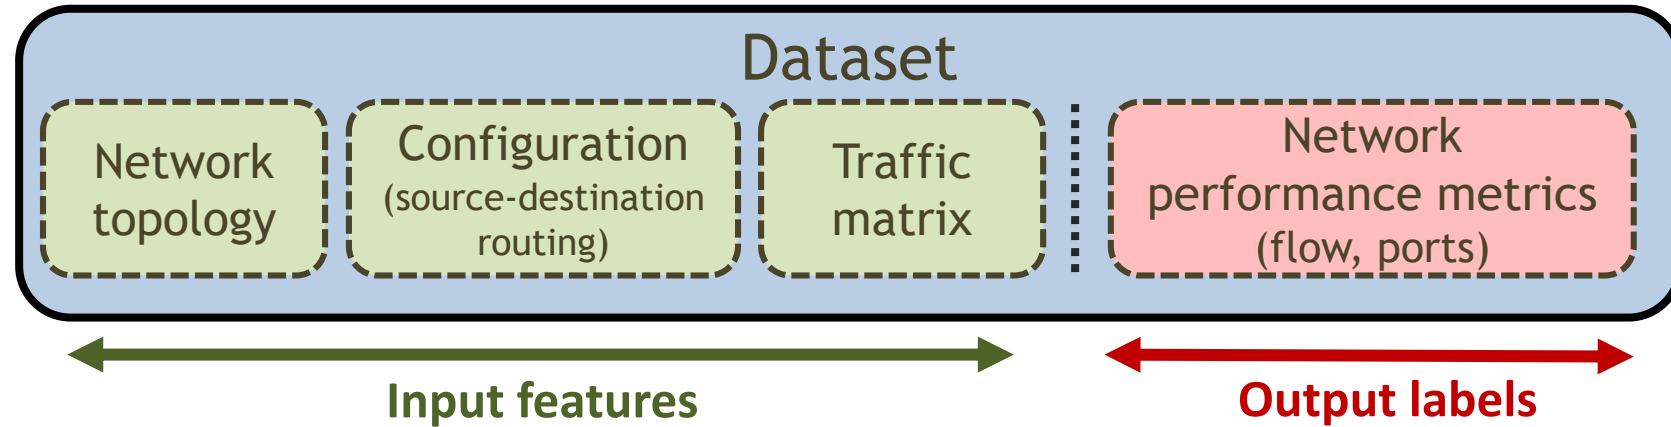 Dataset
Network
topology
Configuration
(source-destination
routing)
Traffic
matrix
Network
performance metrics
(flow, ports)
Input features
Output labels